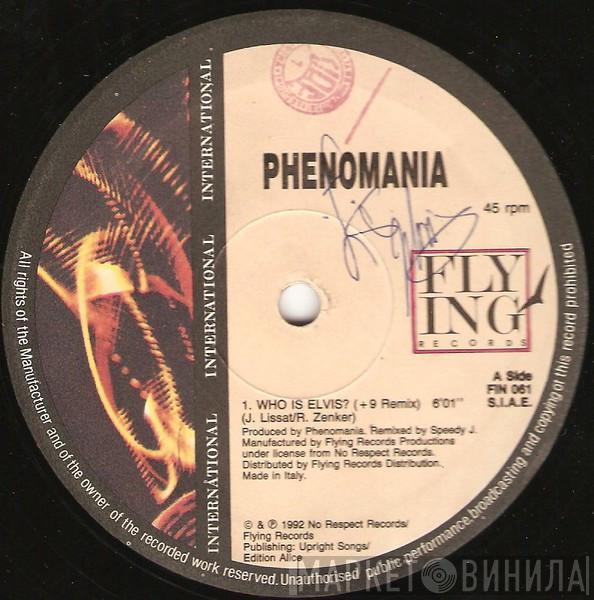 PHENOMANIA
45 rpm
FLY
ING
RECORDS
INTERNATIONAL
INTERNATIONAL
INTERNATIONAL
A Side
FIN 061
S.I.A.E.
1. WHO IS ELVIS? (+9 Remix) 6'01''
(J. Lissat/R. Zenker)
Produced by Phenomania. Remixed by Speedy J.
Manufactured by Flying Records Productions
under license from No Respect Records.
Distributed by Flying Records Distribution.
Made in Italy.
© & ℗ 1992 No Respect Records/
Flying Records
Publishing: Upright Songs/
Edition Alice
All rights of the Manufacturer and of the owner of the recorded work reserved. Unauthorised public performance, broadcasting and copying of this record prohibited
МАРКЕТ ВИНИЛА